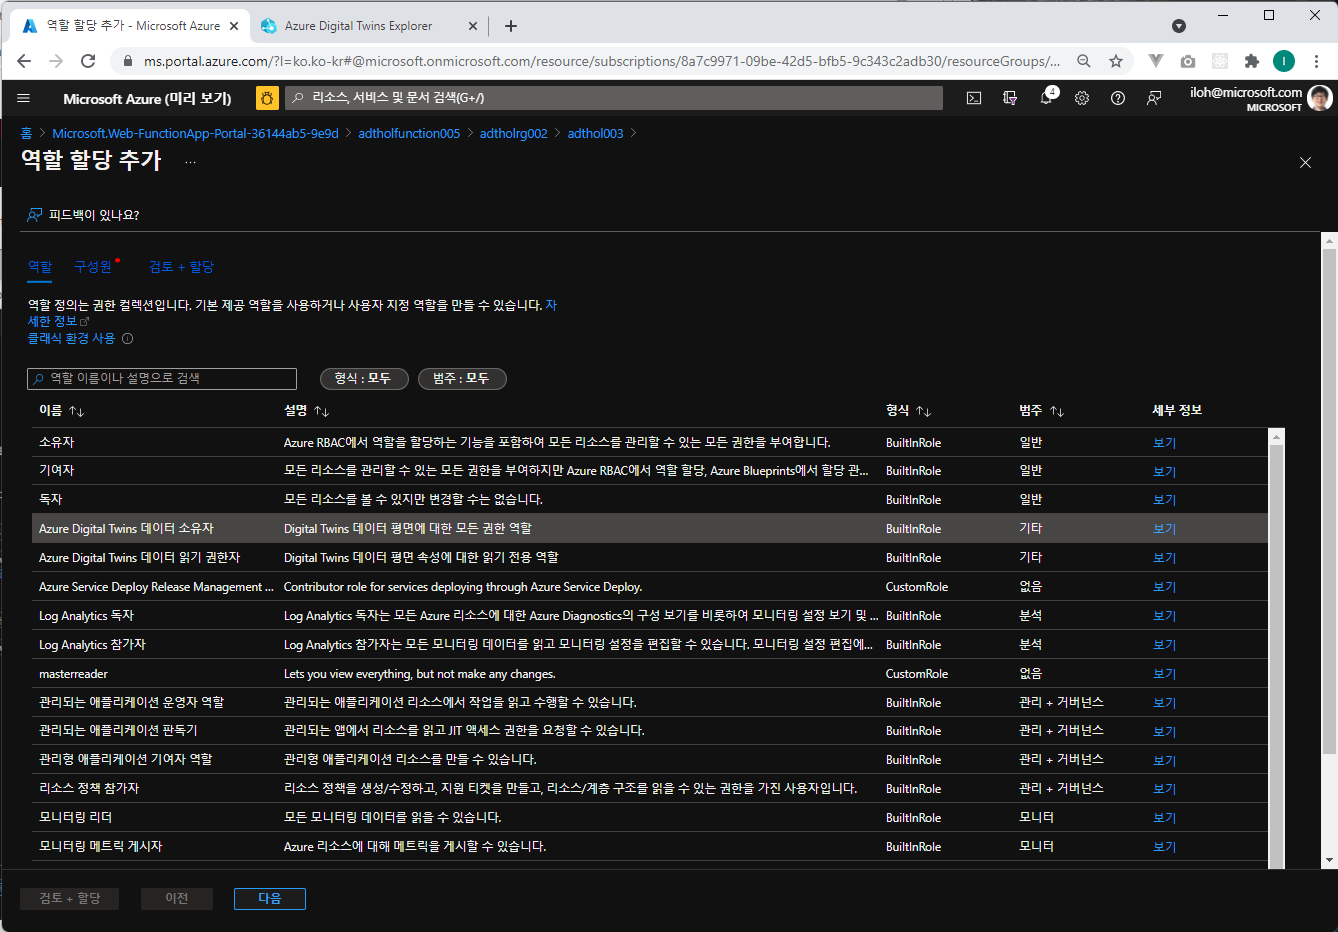 역할 할당 추가 - Microsoft Azure
Azure Digital Twins Explorer
ms.portal.azure.com/?l=ko.ko-kr#@microsoft.onmicrosoft.com/resource/subscriptions/8a7c9971-09be-42d5-bfb5-9c343c2adb30/resourceGroups/...
I
Microsoft Azure (미리 보기)
리소스, 서비스 및 문서 검색(G+/)
4
iloh@microsoft.com
MICROSOFT
홈 > Microsoft.Web-FunctionApp-Portal-36144ab5-9e9d > adtholfunction005 > adtholrg002 > adthol003 >
역할 할당 추가 ...
피드백이 있나요?
역할 구성원 검토 + 할당
역할 정의는 권한 컬렉션입니다. 기본 제공 역할을 사용하거나 사용자 지정 역할을 만들 수 있습니다. 자
세한 정보
클래식 환경 사용
역할 이름이나 설명으로 검색
형식 : 모두
범주 : 모두
이름 설명 형식 범주 세부 정보
소유자 Azure RBAC에서 역할을 할당하는 기능을 포함하여 모든 리소스를 관리할 수 있는 모든 권한을 부여합니다. BuiltInRole 일반 보기
기여자 모든 리소스를 관리할 수 있는 모든 권한을 부여하지만 Azure RBAC에서 역할 할당, Azure Blueprints에서 할당 관... BuiltInRole 일반 보기
독자 모든 리소스를 볼 수 있지만 변경할 수는 없습니다. BuiltInRole 일반 보기
Azure Digital Twins 데이터 소유자 Digital Twins 데이터 평면에 대한 모든 권한 역할 BuiltInRole 기타 보기
Azure Digital Twins 데이터 읽기 권한자 Digital Twins 데이터 평면 속성에 대한 읽기 전용 역할 BuiltInRole 기타 보기
Azure Service Deploy Release Management ... Contributor role for services deploying through Azure Service Deploy. CustomRole 없음 보기
Log Analytics 독자 Log Analytics 독자는 모든 Azure 리소스에 대한 Azure Diagnostics의 구성 보기를 비롯하여 모니터링 설정 보기 및 ... BuiltInRole 분석 보기
Log Analytics 참가자 Log Analytics 참가자는 모든 모니터링 데이터를 읽고 모니터링 설정을 편집할 수 있습니다. 모니터링 설정 편집에... BuiltInRole 분석 보기
masterreader Lets you view everything, but not make any changes. CustomRole 없음 보기
관리되는 애플리케이션 운영자 역할 관리되는 애플리케이션 리소스에서 작업을 읽고 수행할 수 있습니다. BuiltInRole 관리 + 거버넌스 보기
관리되는 애플리케이션 판독기 관리되는 앱에서 리소스를 읽고 JIT 액세스 권한을 요청할 수 있습니다. BuiltInRole 관리 + 거버넌스 보기
관리형 애플리케이션 기여자 역할 관리형 애플리케이션 리소스를 만들 수 있습니다. BuiltInRole 관리 + 거버넌스 보기
리소스 정책 참가자 리소스 정책을 생성/수정하고, 지원 티켓을 만들고, 리소스/계층 구조를 읽을 수 있는 권한을 가진 사용자입니다. BuiltInRole 관리 + 거버넌스 보기
모니터링 리더 모든 모니터링 데이터를 읽을 수 있습니다. BuiltInRole 모니터 보기
모니터링 메트릭 게시자 Azure 리소스에 대해 메트릭을 게시할 수 있습니다. BuiltInRole 모니터 보기
검토 + 할당 이전 다음